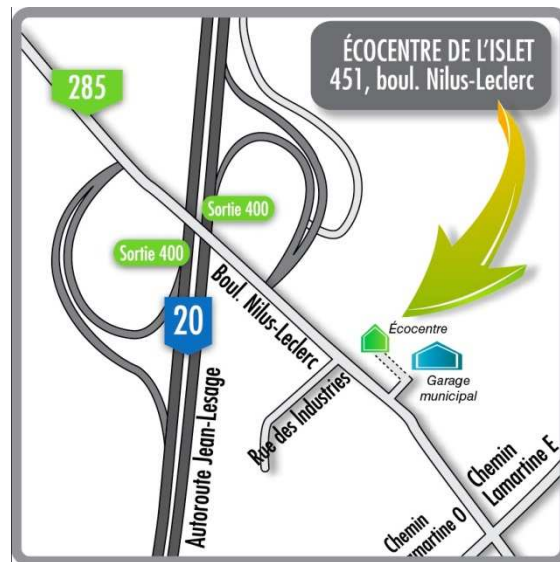 ÉCOCENTRE DE L'ISLET
451, boul. Nilus-Leclerc
285
Sortie 400
Sortie 400
Boul. Nilus-Leclerc
20
Autoroute Jean-Lesage
Écocentre
Garage
municipal
Rue des Industries
Chemin
Lamartine E
Chemin
amartine O